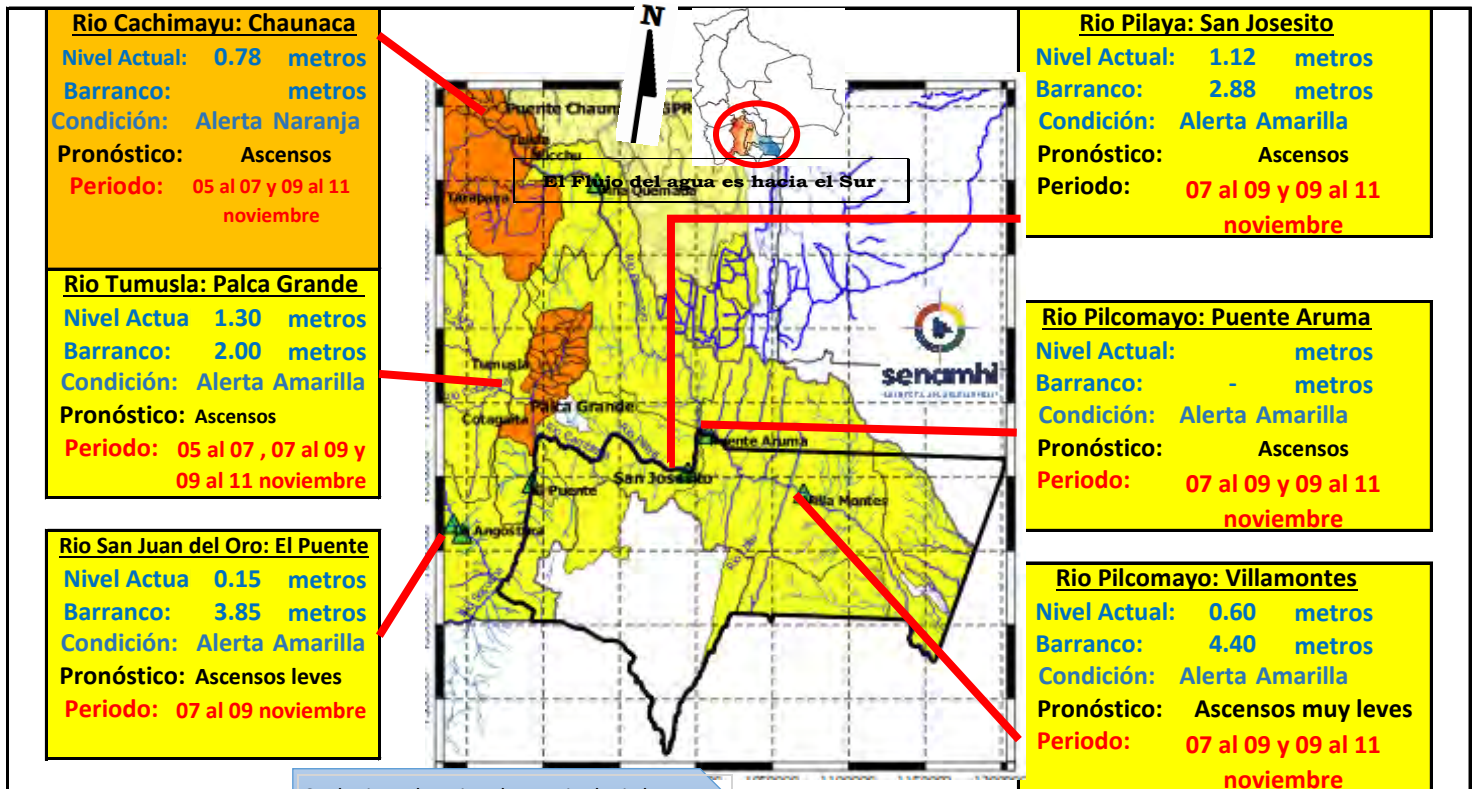 Rio Cachimayu: Chaunaca
Nivel Actual: 0.78 metros
Barranco: metros
Condición: Alerta Naranja
Pronóstico: Ascensos
Periodo: 05 al 07 y 09 al 11
noviembre
Rio Tumusla: Palca Grande
Nivel Actua 1.30 metros
Barranco: 2.00 metros
Condición: Alerta Amarilla
Pronóstico: Ascensos
Periodo: 05 al 07 , 07 al 09 y
09 al 11 noviembre
Rio San Juan del Oro: El Puente
Nivel Actua 0.15 metros
Barranco: 3.85 metros
Condición: Alerta Amarilla
Pronóstico: Ascensos leves
Periodo: 07 al 09 noviembre
N
Puente Chaun
El Flujo del agua es hacia el Sur
Quemada
Tarapaya
senamhi
Tumusla
Palca Grande
Cotagaita
Puente Aruma
San Josesito
El Puente
Villa Montes
Angostura
Rio Pilaya: San Josesito
Nivel Actual: 1.12 metros
Barranco: 2.88 metros
Condición: Alerta Amarilla
Pronóstico: Ascensos
Periodo: 07 al 09 y 09 al 11
noviembre
Rio Pilcomayo: Puente Aruma
Nivel Actual: metros
Barranco: - metros
Condición: Alerta Amarilla
Pronóstico: Ascensos
Periodo: 07 al 09 y 09 al 11
noviembre
Rio Pilcomayo: Villamontes
Nivel Actual: 0.60 metros
Barranco: 4.40 metros
Condición: Alerta Amarilla
Pronóstico: Ascensos muy leves
Periodo: 07 al 09 y 09 al 11
noviembre